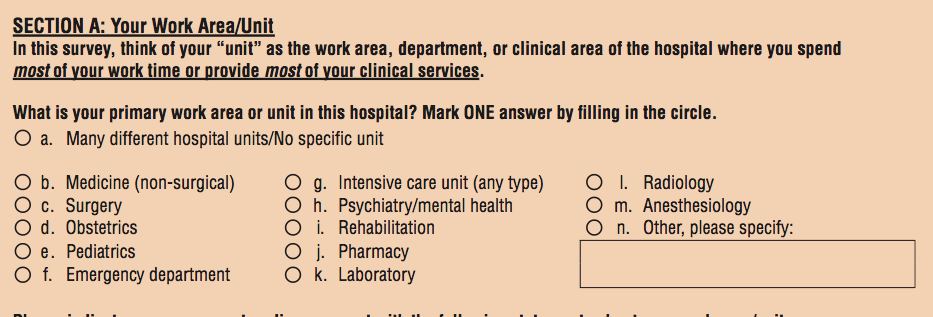 SECTION A: Your Work Area/Unit
In this survey, think of your “unit” as the work area, department, or clinical area of the hospital where you spend
most of your work time or provide most of your clinical services.
What is your primary work area or unit in this hospital? Mark ONE answer by filling in the circle.
a. Many different hospital units/No specific unit
b. Medicine (non-surgical)
c. Surgery
d. Obstetrics
e. Pediatrics
f. Emergency department
g. Intensive care unit (any type)
h. Psychiatry/mental health
i. Rehabilitation
j. Pharmacy
k. Laboratory
l. Radiology
m. Anesthesiology
n. Other, please specify: